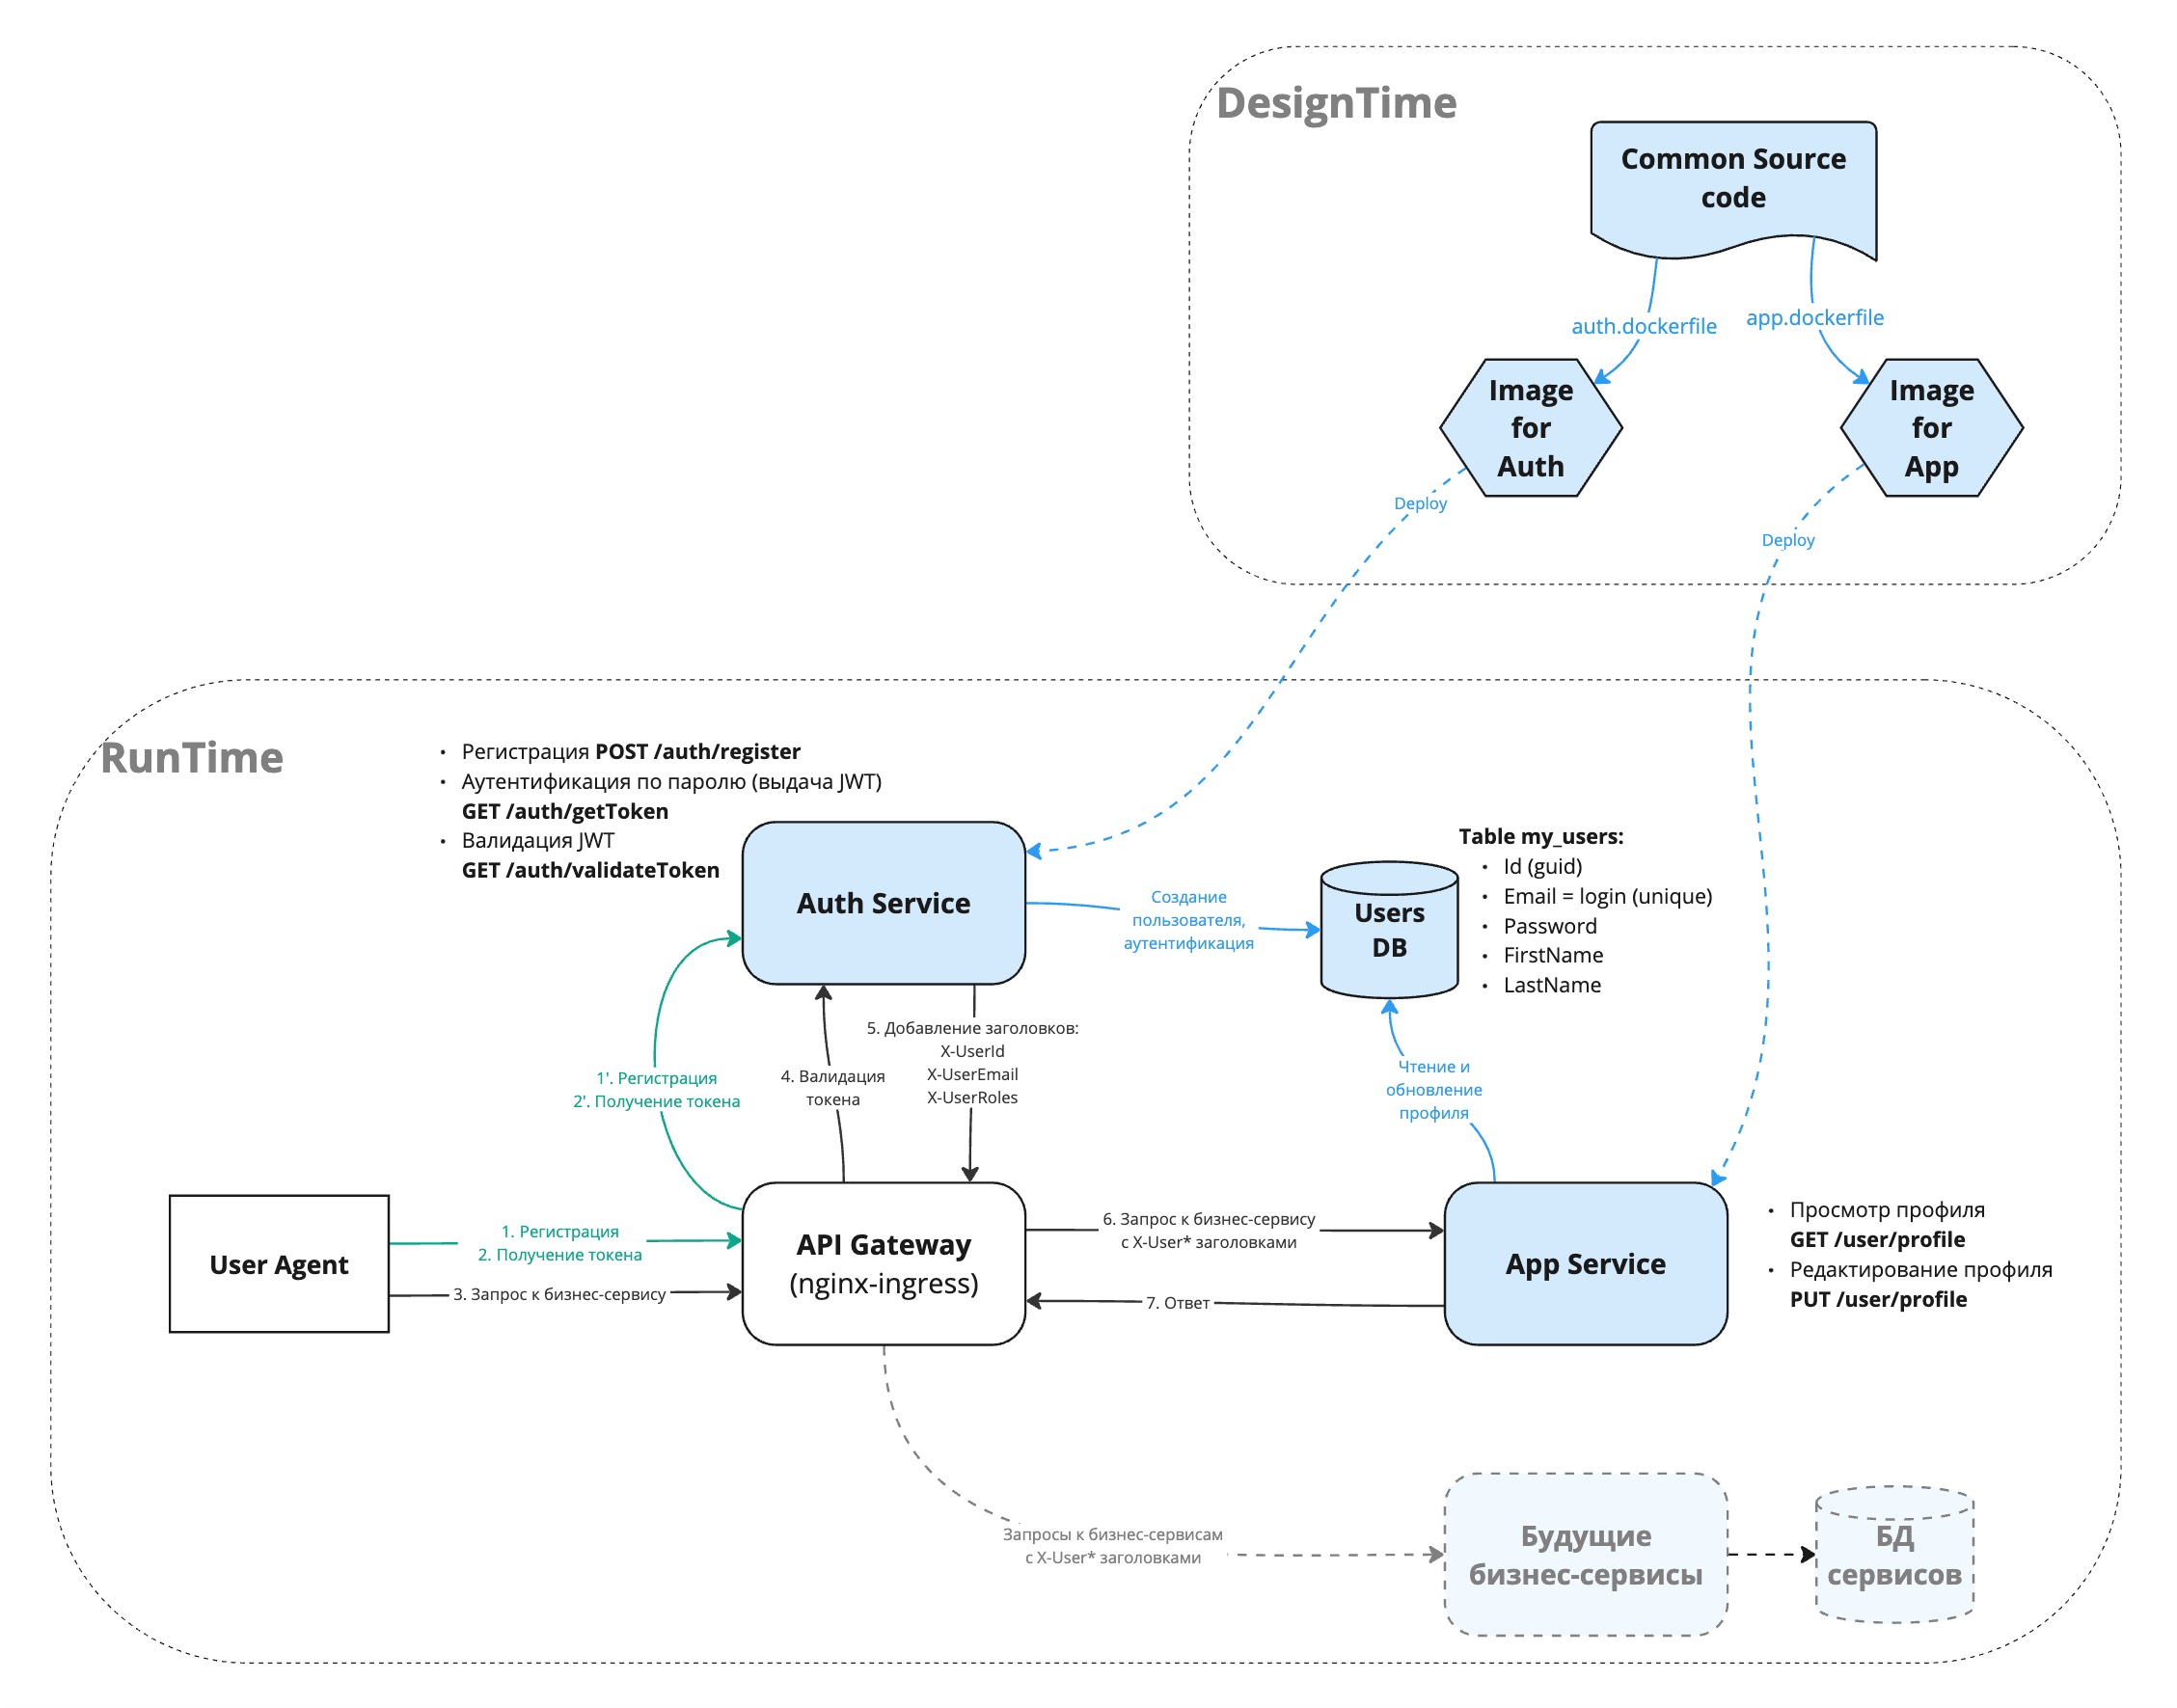 DesignTime
Common Source
code
auth.dockerfile
app.dockerfile
Image
for
Auth
Image
for
App
Deploy
Deploy
RunTime
• Регистрация POST /auth/register
• Аутентификация по паролю (выдача JWT)
GET /auth/getToken
• Валидация JWT
GET /auth/validateToken
Auth Service
Создание
пользователя,
аутентификация
Users
DB
Table my_users:
• Id (guid)
• Email = login (unique)
• Password
• FirstName
• LastName
1'. Регистрация
2'. Получение токена
4. Валидация
токена
5. Добавление заголовков:
X-UserId
X-UserEmail
X-UserRoles
Чтение и
обновление
профиля
User Agent
1. Регистрация
2. Получение токена
3. Запрос к бизнес-сервису
API Gateway
(nginx-ingress)
6. Запрос к бизнес-сервису
с X-User* заголовками
7. Ответ
App Service
• Просмотр профиля
GET /user/profile
• Редактирование профиля
PUT /user/profile
Запросы к бизнес-сервисам
с X-User* заголовками
Будущие
бизнес-сервисы
БД
сервисов